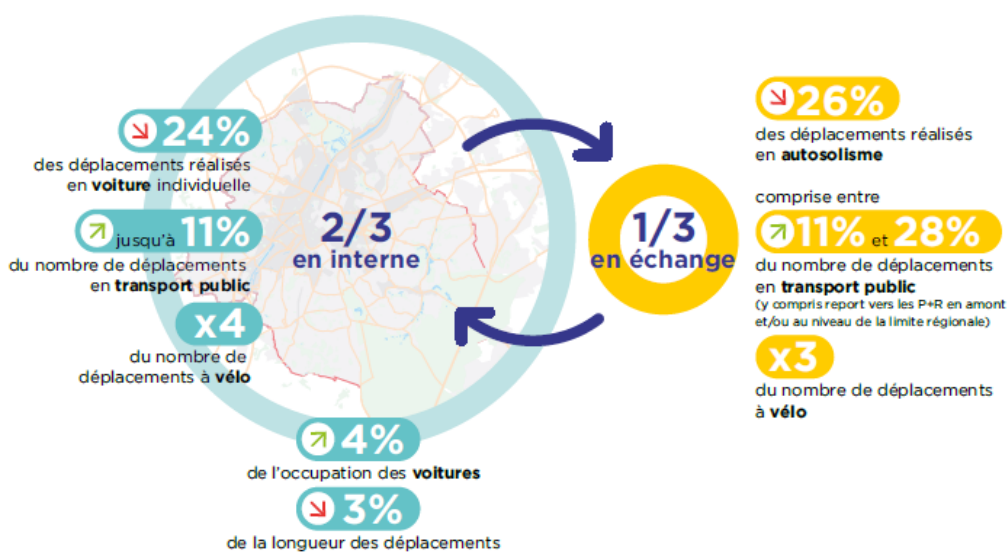 24%
des déplacements réalisés
en voiture individuelle
jusqu'à 11%
du nombre de déplacements
en transport public
x4
du nombre de
déplacements à vélo
2/3
en interne
4%
de l'occupation des voitures
3%
de la longueur des déplacements
1/3
en échange
26%
des déplacements réalisés
en autosolisme
comprise entre
11% et 28%
du nombre de déplacements
en transport public
(y compris report vers les P+R en amont
et/ou au niveau de la limite régionale)
x3
du nombre de déplacements
à vélo